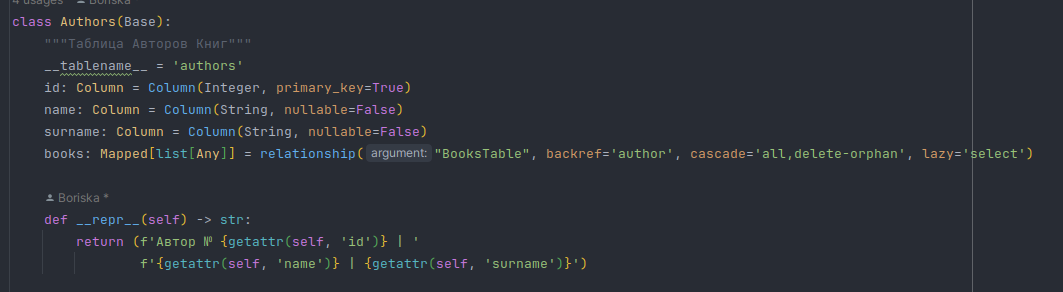 4 usages Boriska
class Authors(Base):
"""Таблица Авторов Книг"""
__tablename__ = 'authors'
id: Column = Column(Integer, primary_key=True)
name: Column = Column(String, nullable=False)
surname: Column = Column(String, nullable=False)
books: Mapped[list[Any]] = relationship( argument: "BooksTable", backref='author', cascade='all,delete-orphan', lazy='select')
Boriska *
def __repr__(self) -> str:
return (f'Автор № {getattr(self, 'id')} | '
f'{getattr(self, 'name')} | {getattr(self, 'surname')}')